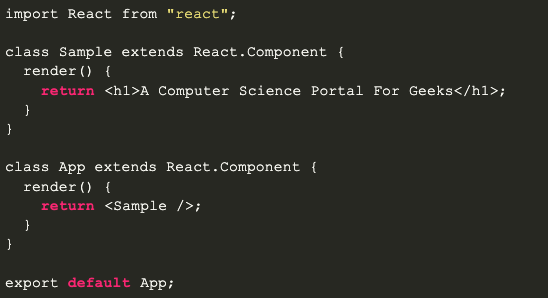 import React from "react";
class Sample extends React.Component {
render() {
return <h1>A Computer Science Portal For Geeks</h1>;
}
}
class App extends React.Component {
render() {
return <Sample />;
}
}
export default App;